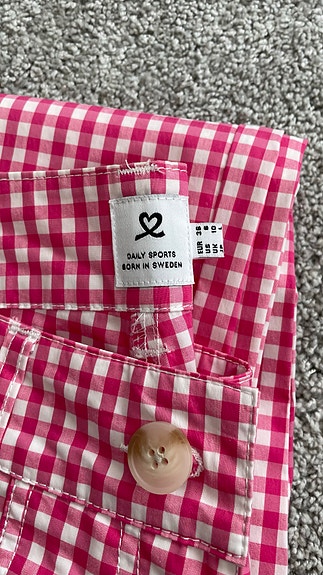 DAILY SPORTS
BORN IN SWEDEN
EUR 36
US 6
UK 10